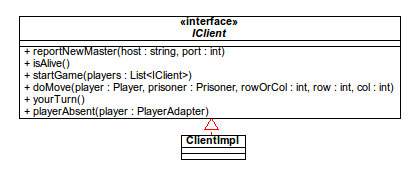 «interface»
IClient
+ reportNewMaster(host : string, port : int)
+ isAlive()
+ startGame(players : List<IClient>)
+ doMove(player : Player, prisoner : Prisoner, rowOrCol : int, row : int, col : int)
+ yourTurn()
+ playerAbsent(player : PlayerAdapter)
ClientImpl